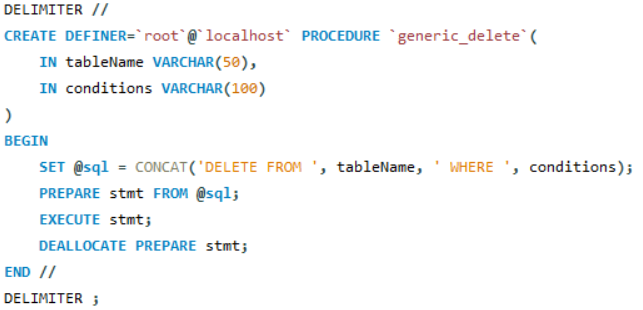 DELIMITER //
CREATE DEFINER=`root`@`localhost` PROCEDURE `generic_delete`(
    IN tableName VARCHAR(50),
    IN conditions VARCHAR(100)
)
BEGIN
    SET @sql = CONCAT('DELETE FROM ', tableName, ' WHERE ', conditions);
    PREPARE stmt FROM @sql;
    EXECUTE stmt;
    DEALLOCATE PREPARE stmt;
END //
DELIMITER ;